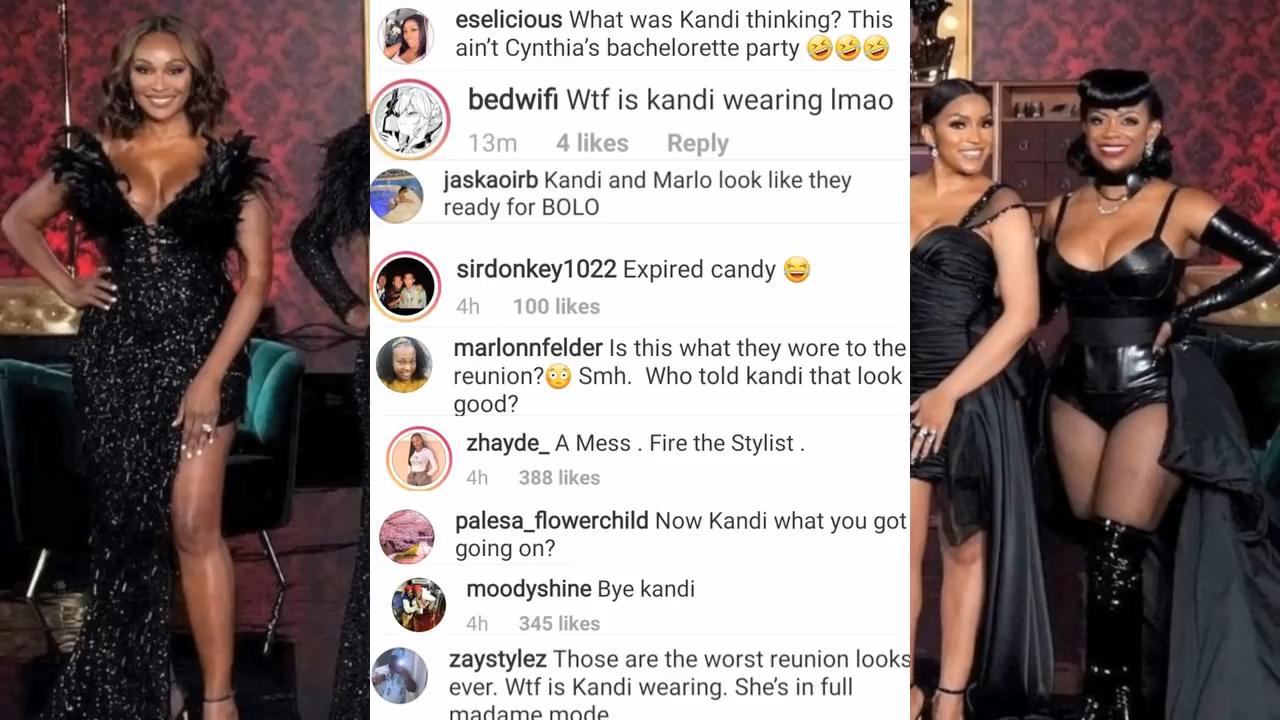 eselicious What was Kandi thinking? This
ain’t Cynthia’s bachelorette party 🤣🤣🤣
bedwifi Wtf is kandi wearing lmao
13m 4 likes Reply
jaskaoirb Kandi and Marlo look like they
ready for BOLO
sirdonkey1022 Expired candy 😅
4h 100 likes
marlonnfelder Is this what they wore to the
reunion?😳 Smh. Who told kandi that look
good?
zhayde_ A Mess . Fire the Stylist .
4h 388 likes
palesa_flowerchild Now Kandi what you got
going on?
moodyshine Bye kandi
4h 345 likes
zaystylez Those are the worst reunion looks
ever. Wtf is Kandi wearing. She’s in full
madame mode